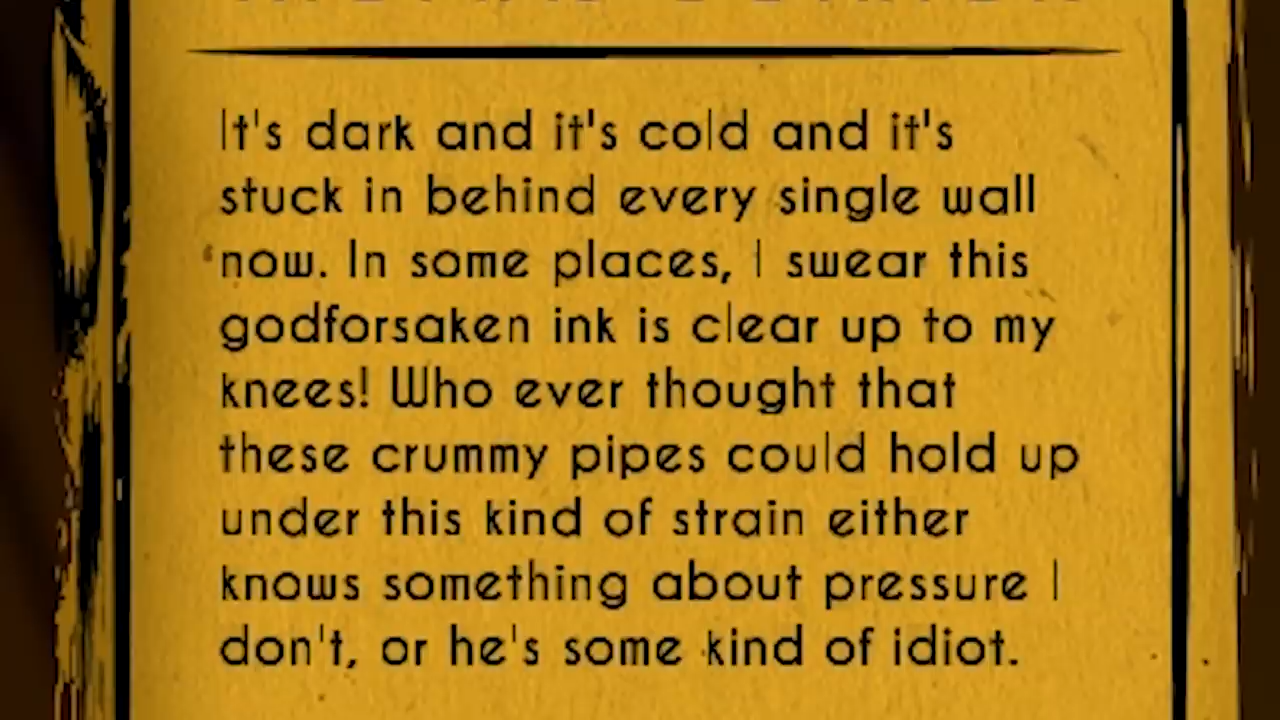 It's dark and it's cold and it's
stuck in behind every single wall
now. In some places, I swear this
godforsaken ink is clear up to my
knees! Who ever thought that
these crummy pipes could hold up
under this kind of strain either
knows something about pressure I
don't, or he's some kind of idiot.